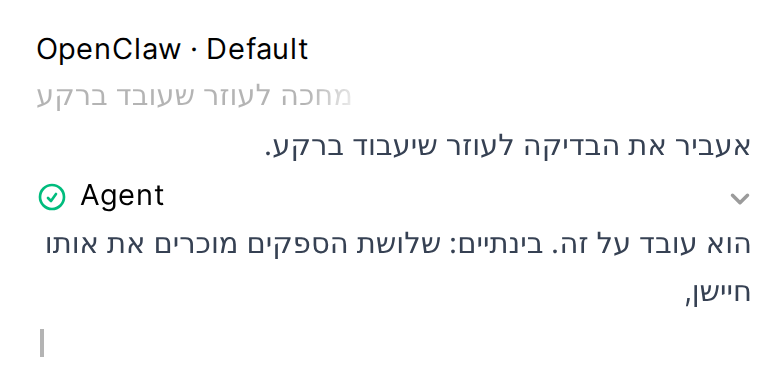 OpenClaw · Default
מחכה לעוזר שעובד ברקע
אעביר את הבדיקה לעוזר שיעבוד ברקע.
Agent
הוא עובד על זה. בינתיים: שלושת הספקים מוכרים את אותו
חיישן,